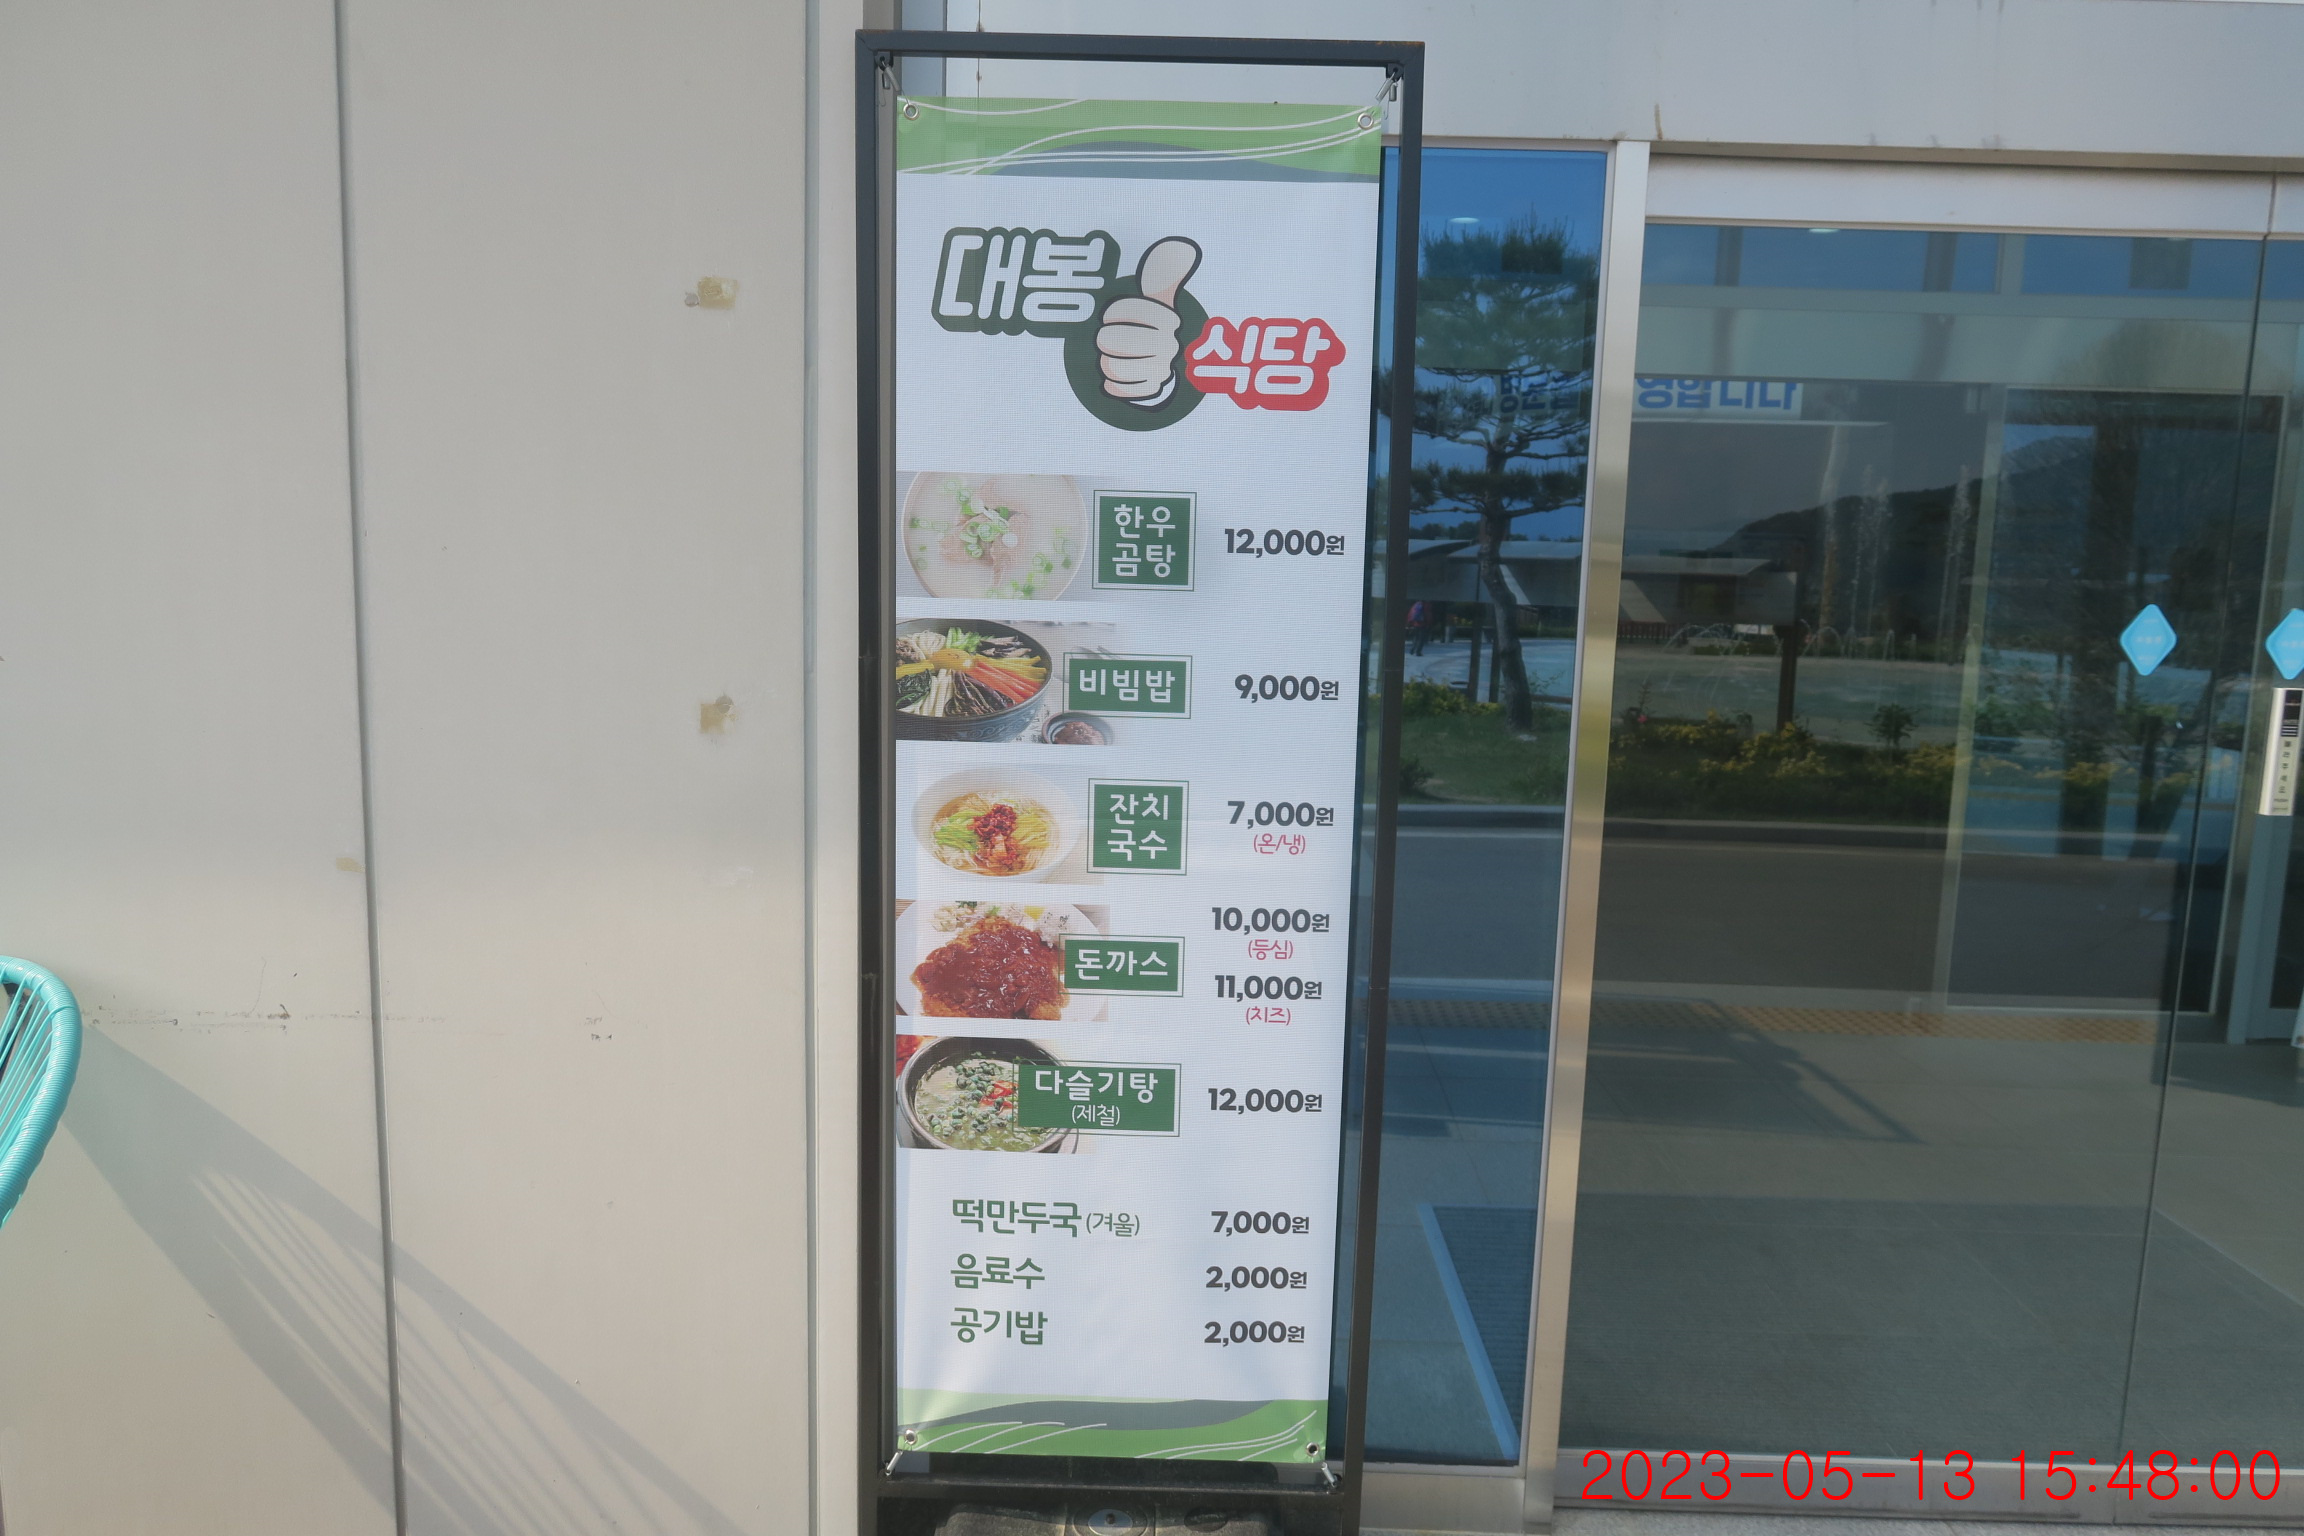 대봉
식당
한우
곰탕
12,000원
비빔밥
9,000원
잔치
국수
7,000원
(온/냉)
돈까스
10,000원
(등심)
11,000원
(치즈)
다슬기탕
(제철)
12,000원
떡만두국 (겨울) 7,000원
음료수 2,000원
공기밥 2,000원
영합니다
2023-05-13 15:48:00